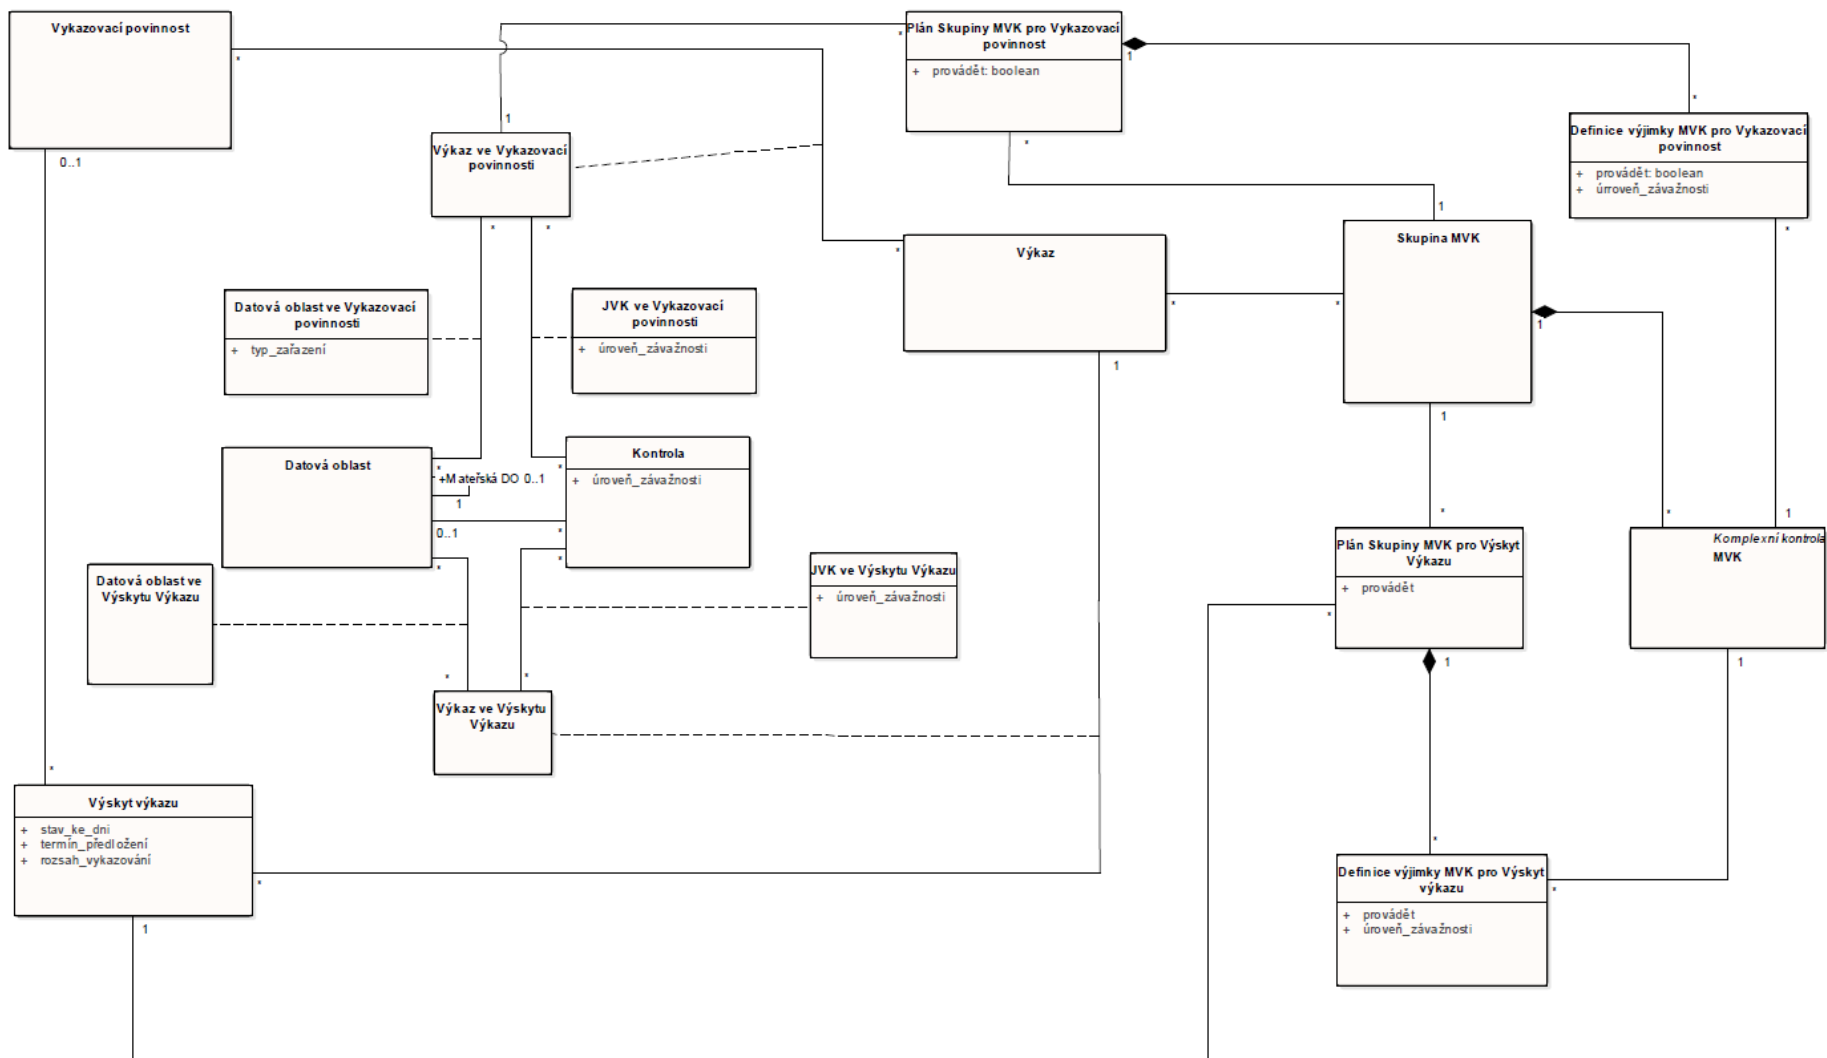 Vykazovací povinnost
*
0..1
Plán Skupiny MVK pro Vykazovací
povinnost
+ provádět: boolean
*
1
*
*
Definice výjimky MVK pro Vykazovací
povinnost
+ provádět: boolean
+ úrroveň_závažnosti
*
1
Výkaz ve Vykazovací
povinnosti
*
*
Výkaz
*
*
1
Skupina MVK
1
*
1
1
Datová oblast ve Vykazovací
povinnosti
+ typ_zařazení
JVK ve Vykazovací
povinnosti
+ úroveň_závažnosti
Datová oblast
*
+Mateřská DO 0..1
1
0..1
*
Kontrola
+ úroveň_závažnosti
*
*
*
Datová oblast ve
Výskytu Výkazu
JVK ve Výskytu Výkazu
+ úroveň_závažnosti
*
Plán Skupiny MVK pro Výskyt
Výkazu
+ provádět
*
1
*
1
Komplexní kontrola
MVK
1
*
*
Výkaz ve Výskytu
Výkazu
*
Výskyt výkazu
+ stav_ke_dni
+ termín_předložení
+ rozsah_vykazování
*
1
*
Definice výjimky MVK pro Výskyt
výkazu
+ provádět
+ úroveň_závažnosti
*